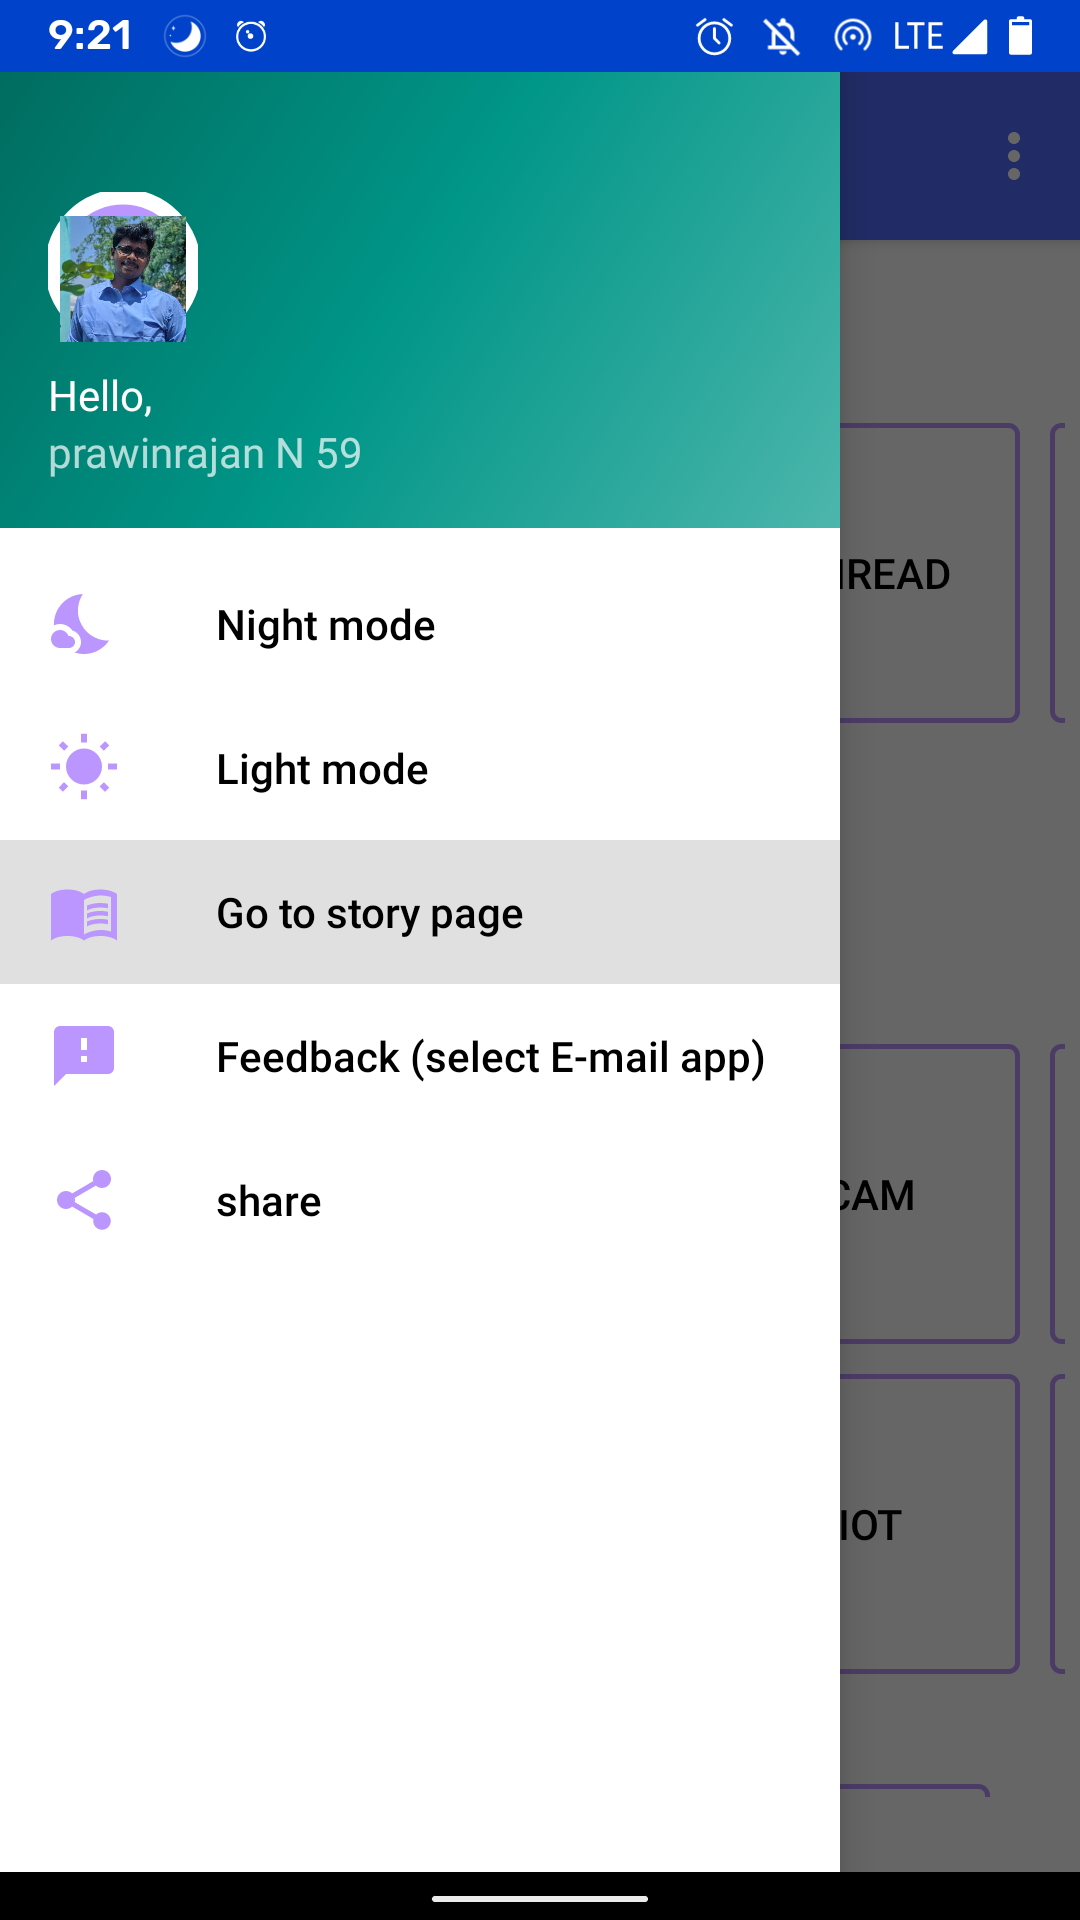 9:21 LTE
Hello,
prawinrajan N 59
Night mode
Light mode
Go to story page
Feedback (select E-mail app)
share
READ
CAM
IOT